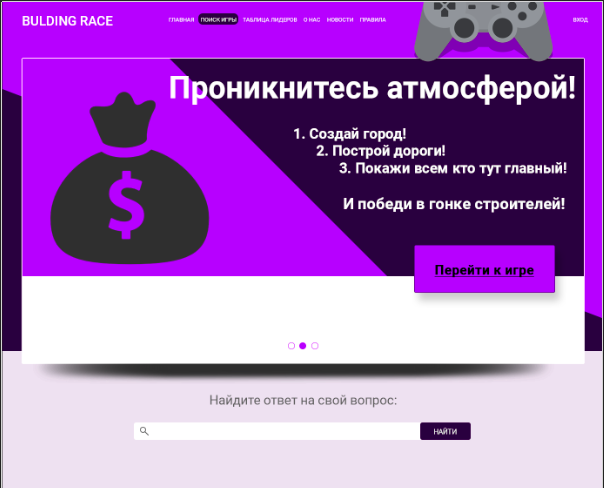 BULDING RACE
ГЛАВНАЯ ПОИСК ИГРЫ ТАБЛИЦА ЛИДЕРОВ О НАС НОВОСТИ ПРАВИЛА ВХОД
Проникнитесь атмосферой!
1. Создай город!
2. Построй дороги!
3. Покажи всем кто тут главный!
И победи в гонке строителей!
$
Перейти к игре
Найдите ответ на свой вопрос:
НАЙТИ